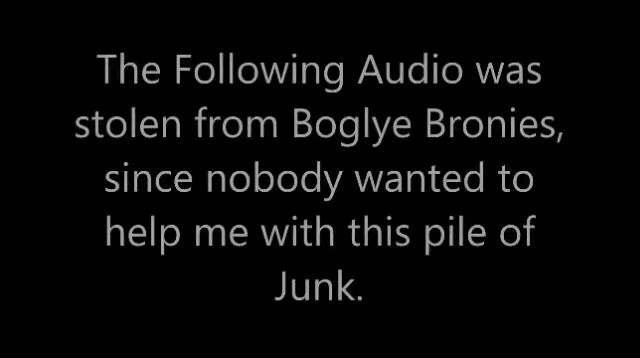 The Following Audio was
stolen from Boglye Bronies,
since nobody wanted to
help me with this pile of
Junk.